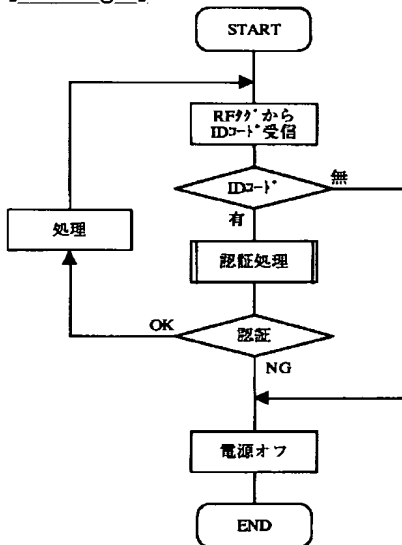 START
RFﾀｸﾞから
IDｺｰﾄﾞ受信
IDｺｰﾄﾞ
無
有
処理
認証処理
OK
認証
NG
電源オフ
END